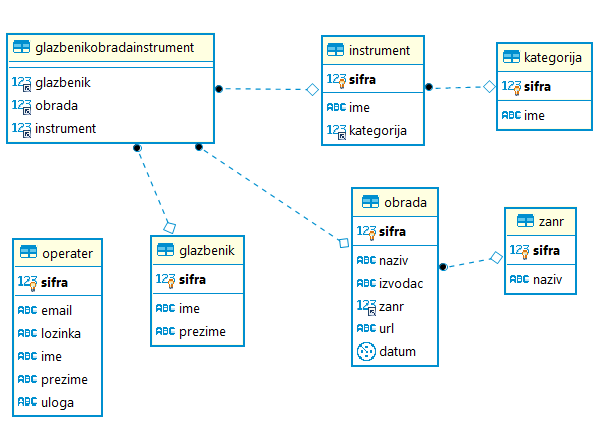 glazbenikobradainstrument
123 glazbenik
123 obrada
123 instrument
instrument
123 sifra
ABC ime
123 kategorija
kategorija
123 sifra
ABC ime
operater
123 sifra
ABC email
ABC lozinka
ABC ime
ABC prezime
ABC uloga
glazbenik
123 sifra
ABC ime
ABC prezime
obrada
123 sifra
ABC naziv
ABC izvodac
123 zanr
ABC url
datum
zanr
123 sifra
ABC naziv